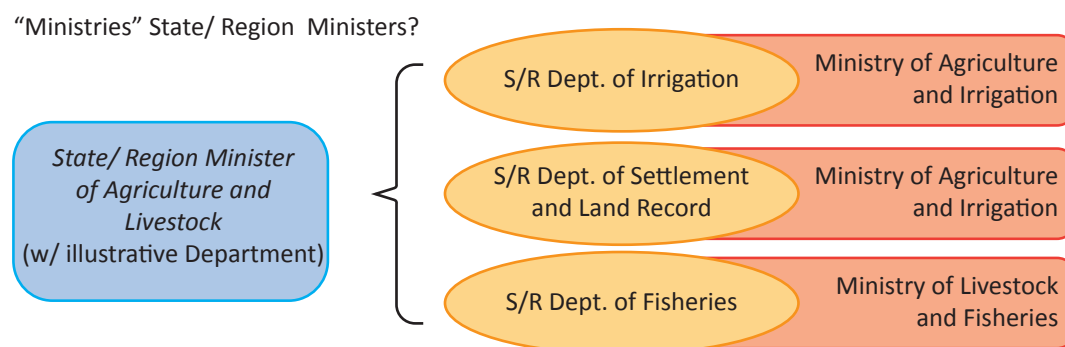 “Ministries” State/ Region Ministers?
State/ Region Minister
of Agriculture and
Livestock
(w/ illustrative Department)
S/R Dept. of Irrigation
Ministry of Agriculture
and Irrigation
S/R Dept. of Settlement
and Land Record
Ministry of Agriculture
and Irrigation
S/R Dept. of Fisheries
Ministry of Livestock
and Fisheries